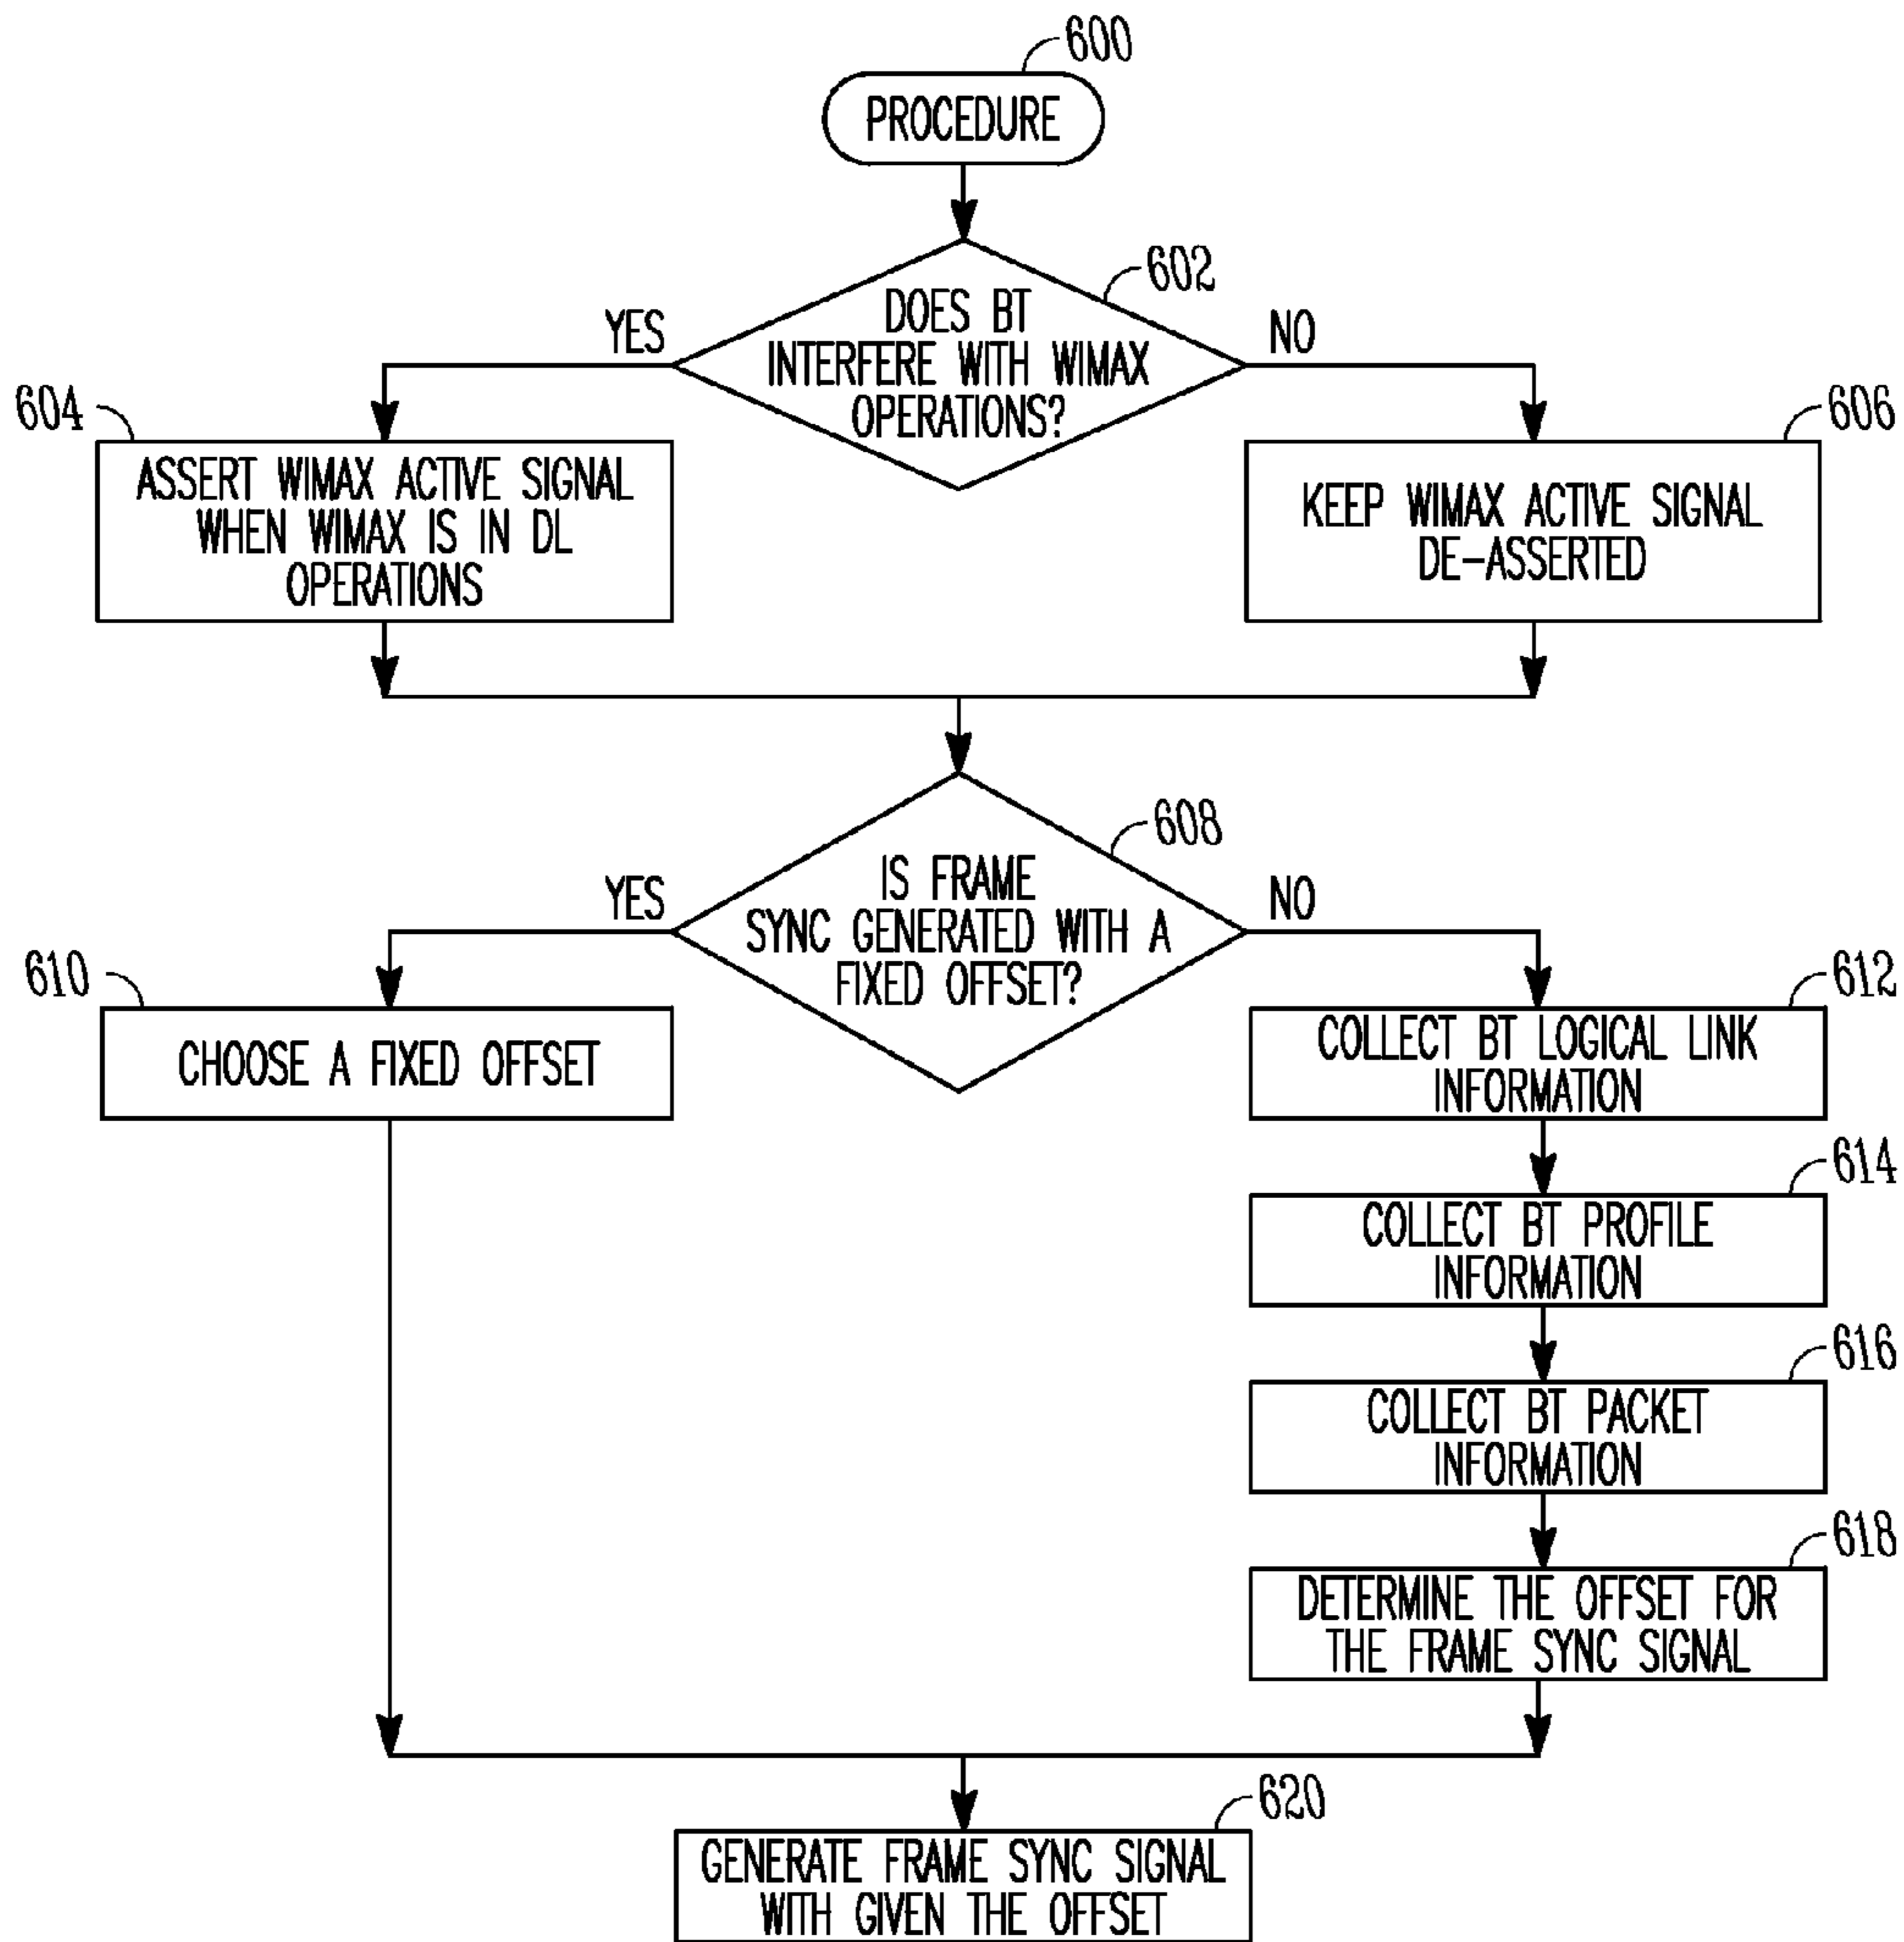 600
PROCEDURE
602
DOES BT
INTERFERE WITH WIMAX
OPERATIONS?
YES
NO
604
ASSERT WIMAX ACTIVE SIGNAL
WHEN WIMAX IS IN DL
OPERATIONS
606
KEEP WIMAX ACTIVE SIGNAL
DE-ASSERTED
608
IS FRAME
SYNC GENERATED WITH A
FIXED OFFSET?
YES
NO
610
CHOOSE A FIXED OFFSET
612
COLLECT BT LOGICAL LINK
INFORMATION
614
COLLECT BT PROFILE
INFORMATION
616
COLLECT BT PACKET
INFORMATION
618
DETERMINE THE OFFSET FOR
THE FRAME SYNC SIGNAL
620
GENERATE FRAME SYNC SIGNAL
WITH GIVEN THE OFFSET